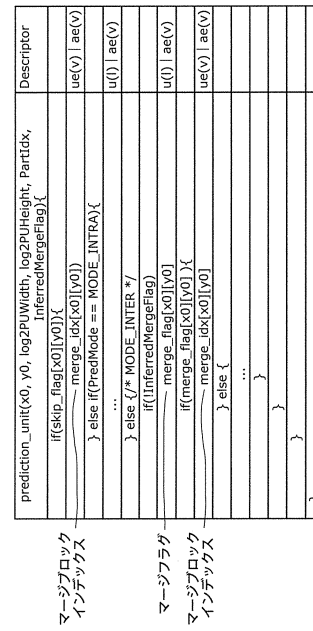 prediction_unit(x0, y0, log2PUWidth, log2PUHeight, PartIdx, InferredMergeFlag){
Descriptor
if(skip_flag[x0][y0]){
merge_idx[x0][y0])
ue(v) | ae(v)
} else if(PredMode == MODE_INTRA){
...
u(l) | ae(v)
} else {/* MODE_INTER */
if(!InferredMergeFlag)
merge_flag[x0][y0]
u(l) | ae(v)
if(merge_flag[x0][y0] ){
merge_idx[x0][y0]
ue(v) | ae(v)
} else {
...
}
}
}
}
マージブロック
インデックス
マージフラグ
マージブロック
インデックス